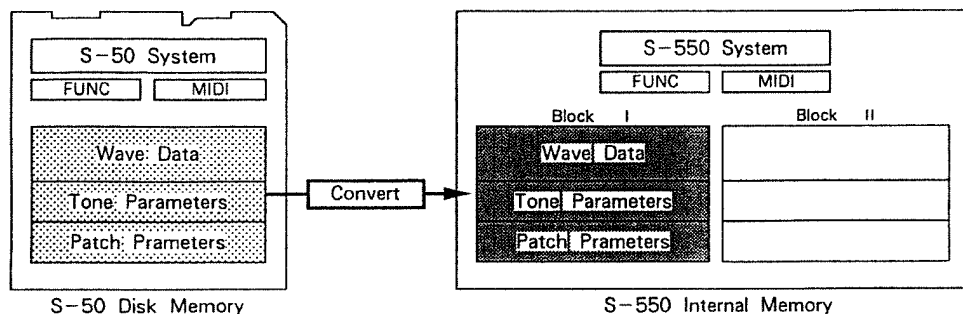 S-50 System
FUNC MIDI
Wave Data
Tone Parameters
Patch Prameters
S-50 Disk Memory
Convert
S-550 System
FUNC MIDI
Block I Block II
Wave Data
Tone Parameters
Patch Prameters
S-550 Internal Memory